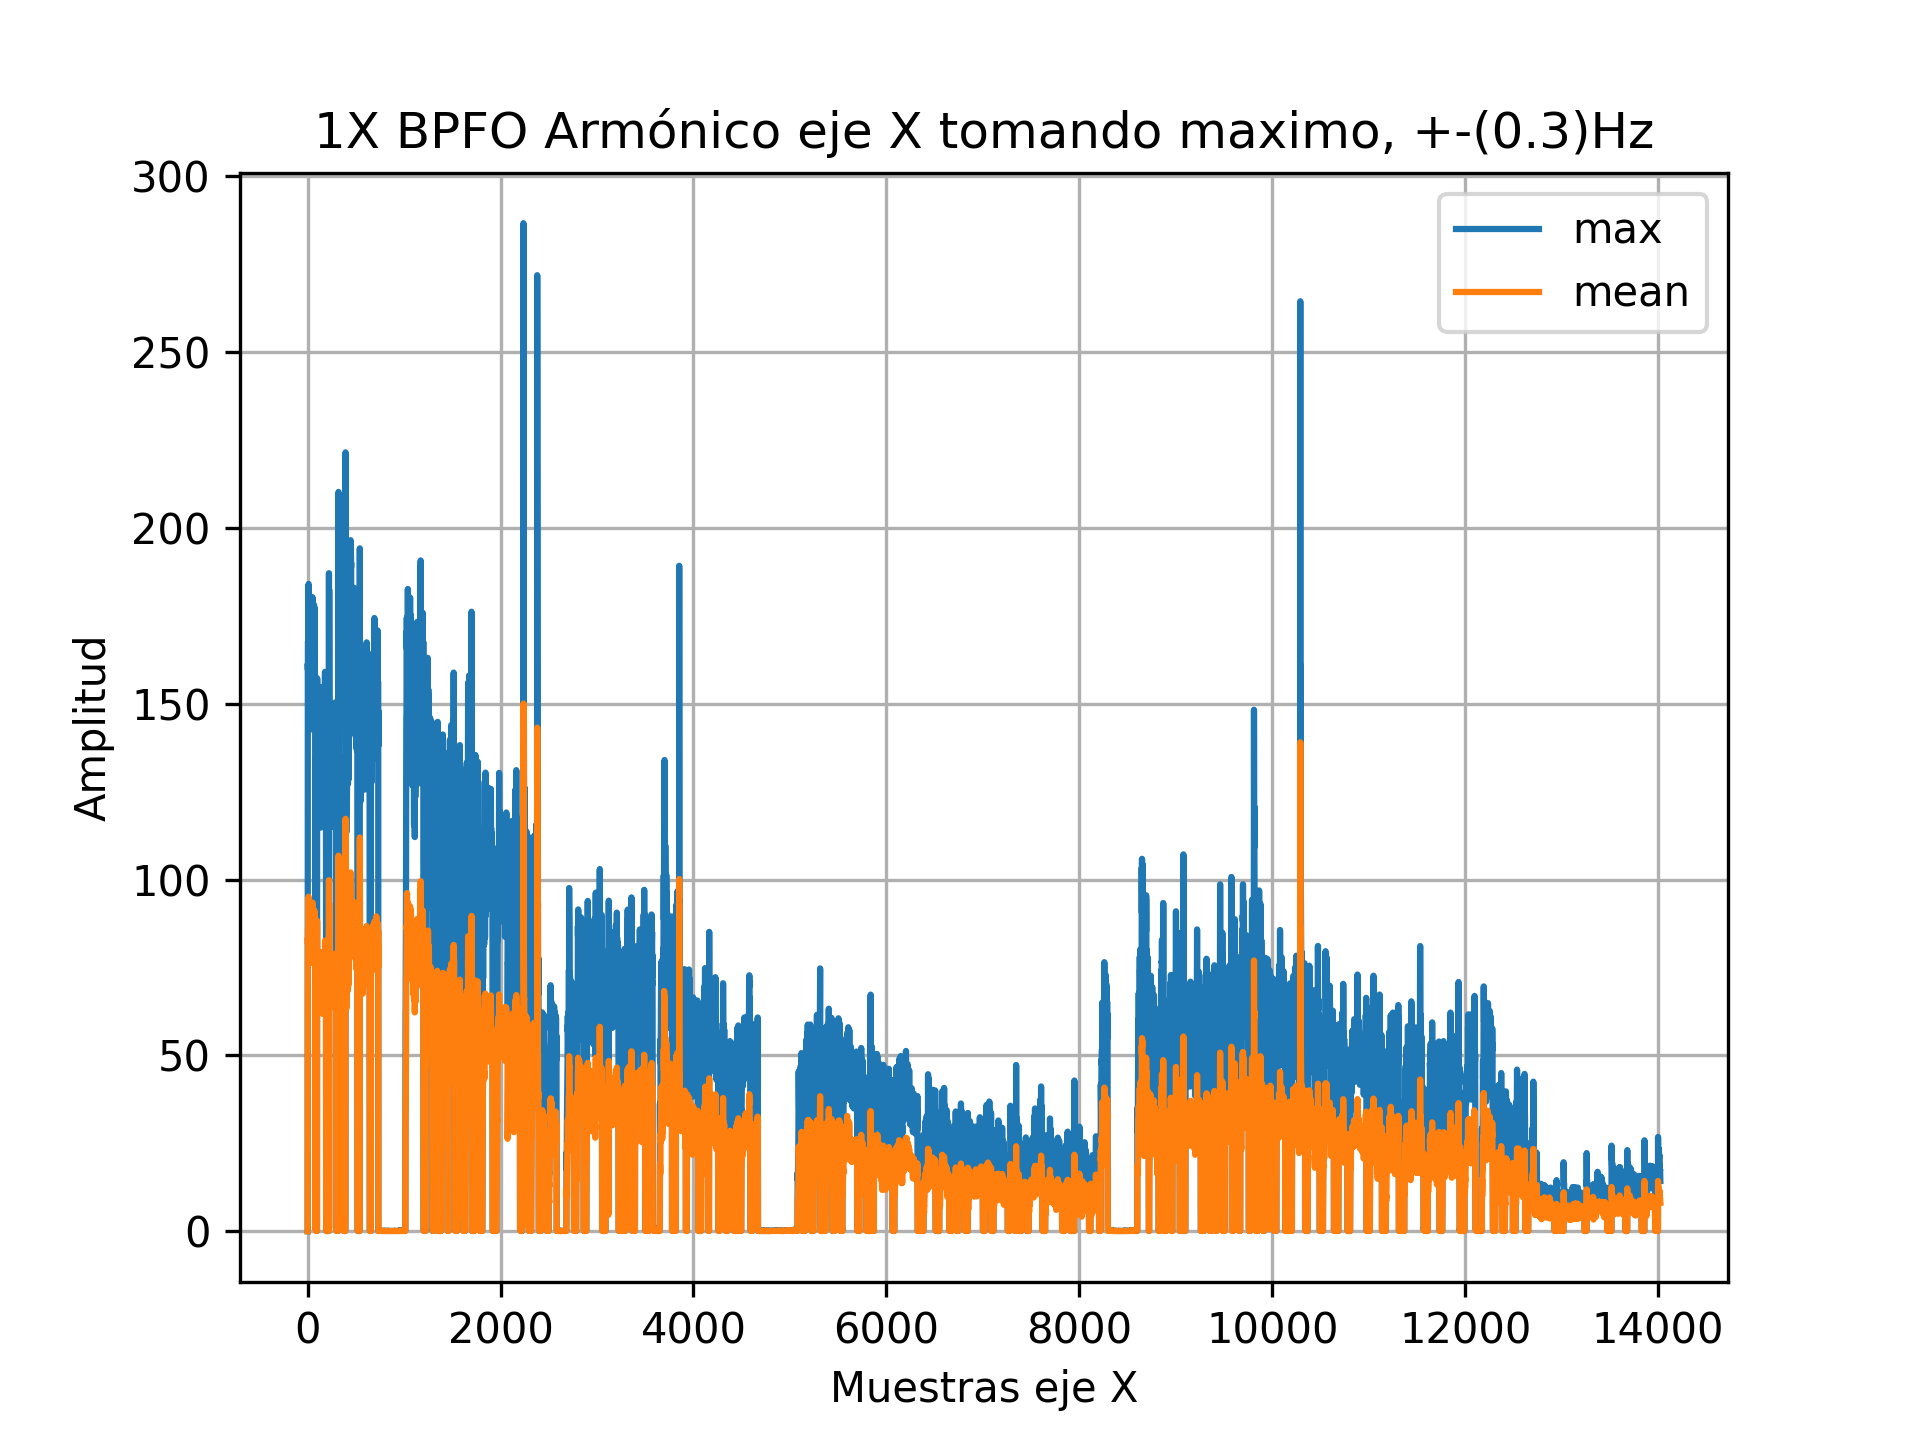 1X BPFO Armónico eje X tomando maximo, +-(0.3)Hz
max
mean
Amplitud
300
250
200
150
100
50
0
0 2000 4000 6000 8000 10000 12000 14000
Muestras eje X